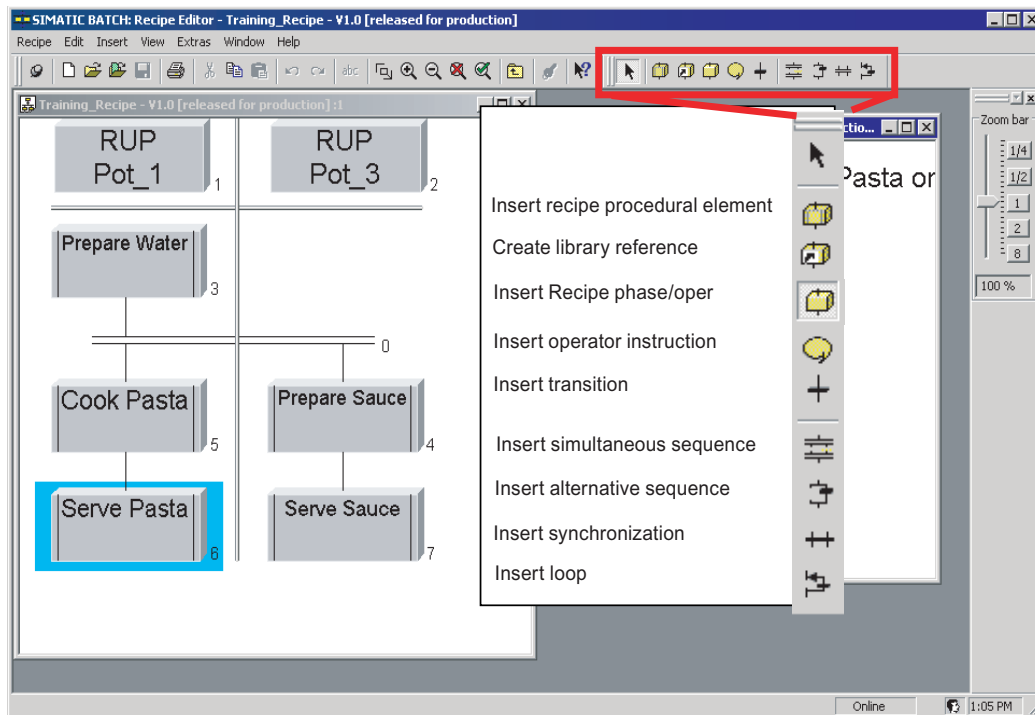 SIMATIC BATCH: Recipe Editor - Training_Recipe - V1.0 [released for production]
Recipe Edit Insert View Extras Window Help
abc
Training_Recipe - V1.0 [released for production] :1
RUP
Pot_1
1
RUP
Pot_3
2
Prepare Water
3
0
Cook Pasta
5
Prepare Sauce
4
Serve Pasta
6
Serve Sauce
7
Insert recipe procedural element
Create library reference
Insert Recipe phase/oper
Insert operator instruction
Insert transition
Insert simultaneous sequence
Insert alternative sequence
Insert synchronization
Insert loop
ctio...
Pasta or
Zoom bar
1/4
1/2
1
2
8
100 %
Online
1:05 PM